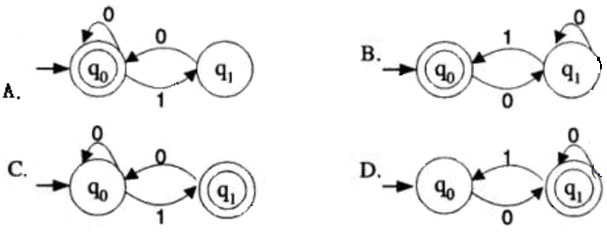 0 0
A. q0 0 q1 1
B. q0 1 q1 0
0 0
C. q0 0 q1 1
D. q0 1 q1 0